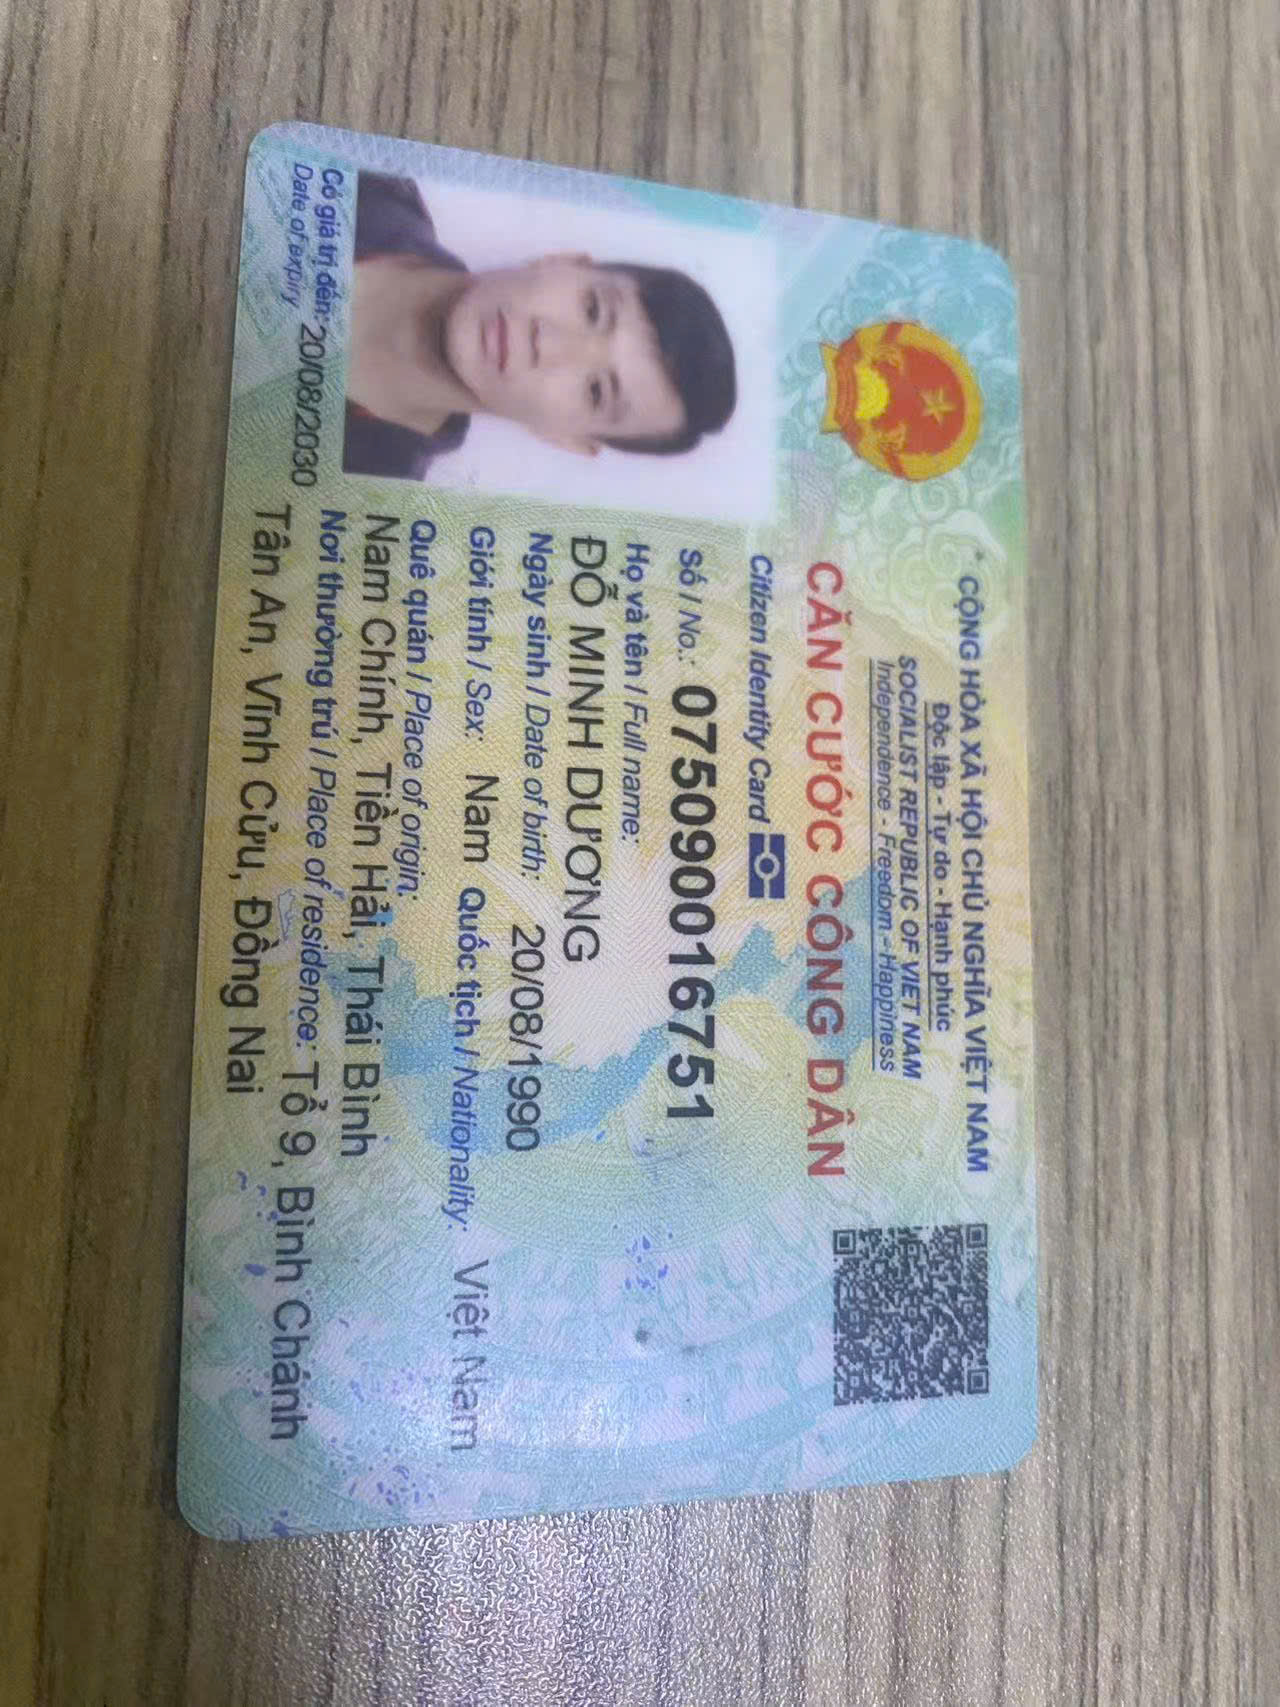 CỘNG HÒA XÃ HỘI CHỦ NGHĨA VIỆT NAM
Độc lập - Tự do - Hạnh phúc
SOCIALIST REPUBLIC OF VIET NAM
Independence - Freedom - Happiness
CĂN CƯỚC CÔNG DÂN
Citizen Identity Card
Số / No.: 075090016751
Họ và tên / Full name:
ĐỖ MINH DƯƠNG
Ngày sinh / Date of birth: 20/08/1990
Giới tính / Sex: Nam Quốc tịch / Nationality: Việt Nam
Quê quán / Place of origin:
Nam Chính, Tiền Hải, Thái Bình
Nơi thường trú / Place of residence: Tổ 9, Bình Chánh
Tân An, Vĩnh Cửu, Đồng Nai
Có giá trị đến: 20/08/2030
Date of expiry